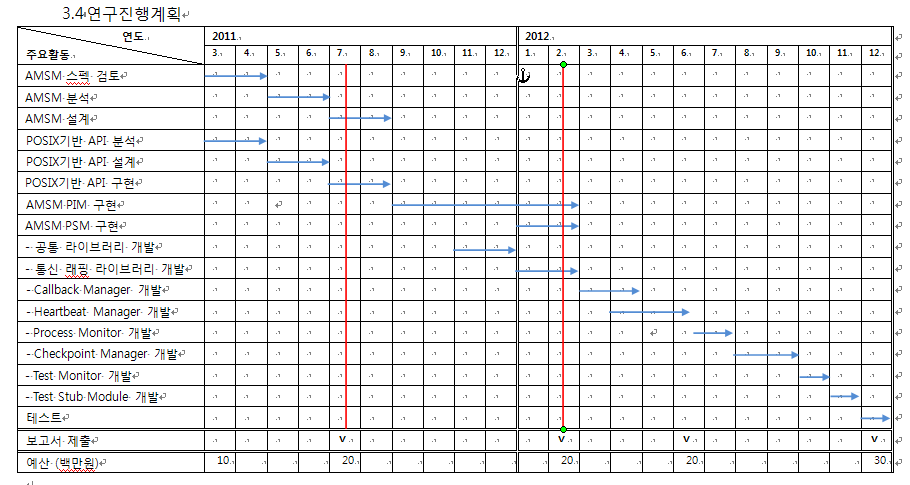 3.4연구진행계획
연도 2011 2012
주요활동 3. 4. 5. 6. 7. 8. 9. 10. 11. 12. 1. 2. 3. 4. 5. 6. 7. 8. 9. 10. 11. 12.
AMSM 스펙 검토
AMSM 분석
AMSM 설계
POSIX기반 API 분석
POSIX기반 API 설계
POSIX기반 API 구현
AMSM PIM 구현
AMSM PSM 구현
- 공통 라이브러리 개발
- 통신 래핑 라이브러리 개발
- Callback Manager 개발
- Heartbeat Manager 개발
- Process Monitor 개발
- Checkpoint Manager 개발
- Test Monitor 개발
- Test Stub Module 개발
테스트
보고서 제출 v v v v
예산 (백만원) 10. 20. 20. 20. 30.